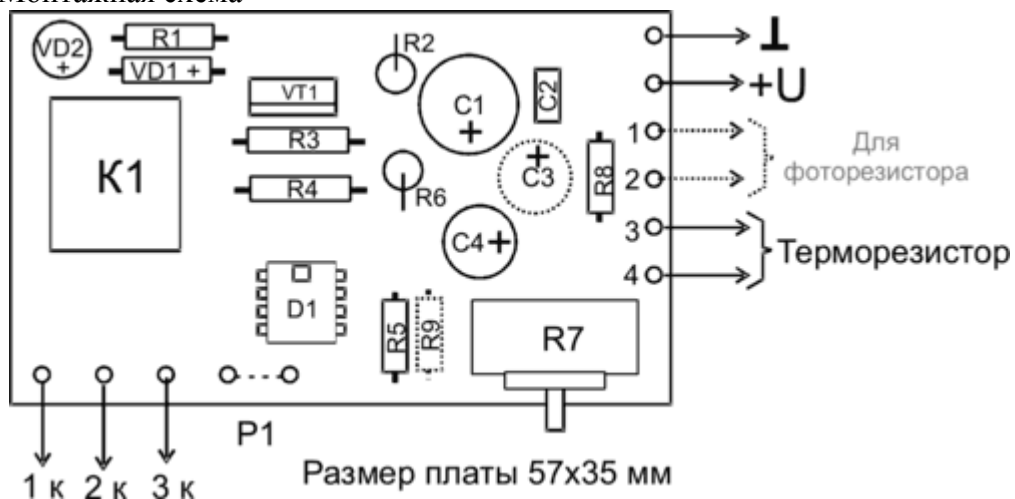 Монтажная схема
VD2
+
R1
VD1 +
VT1
R2
C1
+
C2
+U
1
Для
фоторезистора
K1
R3
R4
R6
+
C3
R8
2
3
Терморезистор
C4+
4
D1
R5
R9
R7
P1
1 к 2 к 3 к
Размер платы 57x35 мм